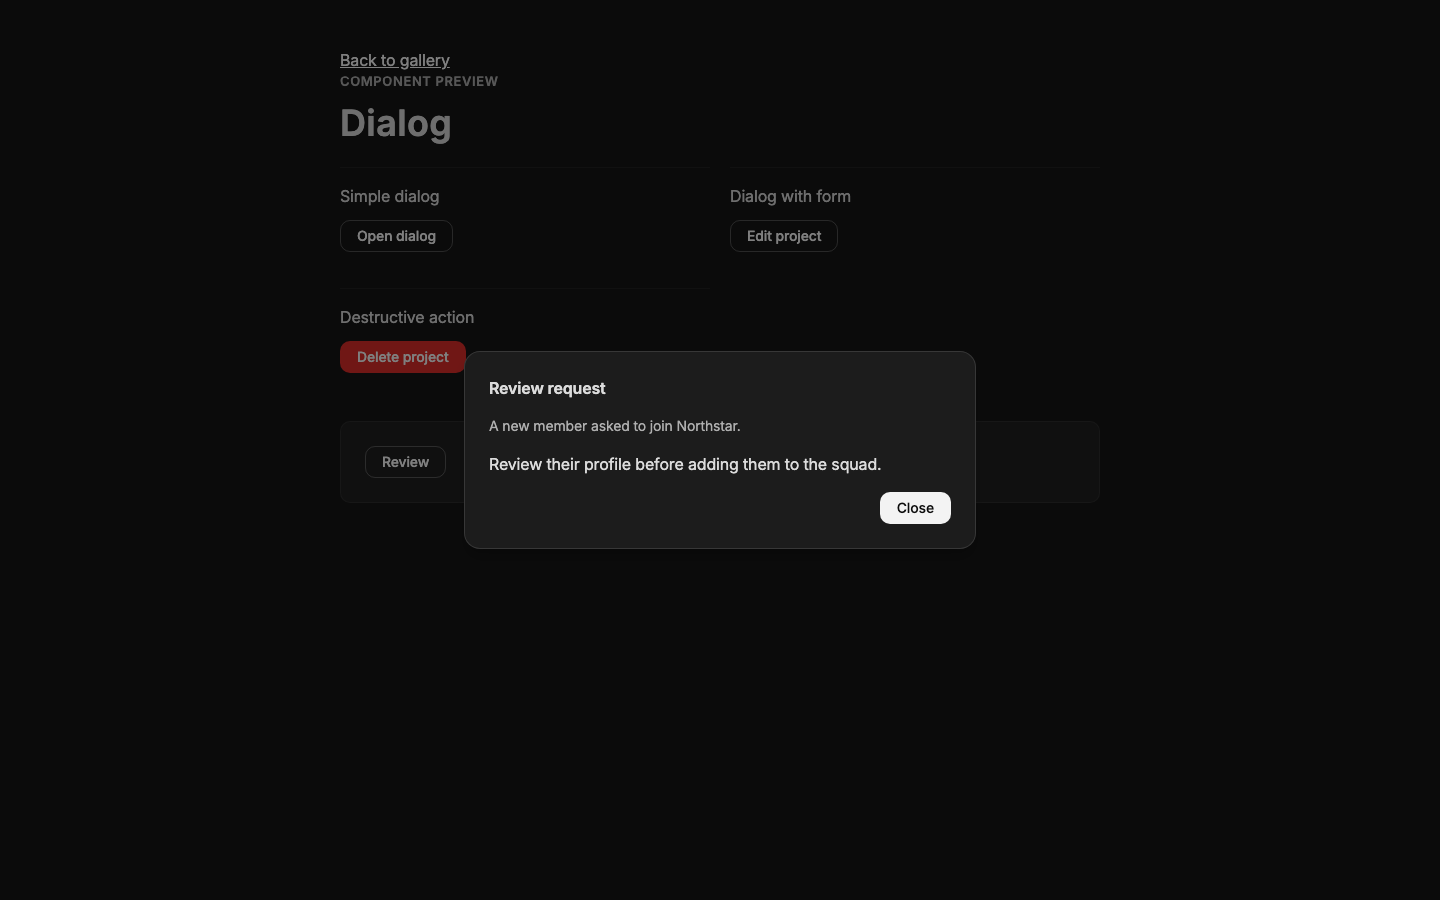 Back to gallery
COMPONENT PREVIEW
Dialog
Simple dialog
Open dialog
Dialog with form
Edit project
Destructive action
Delete project
Review
Review request
A new member asked to join Northstar.
Review their profile before adding them to the squad.
Close